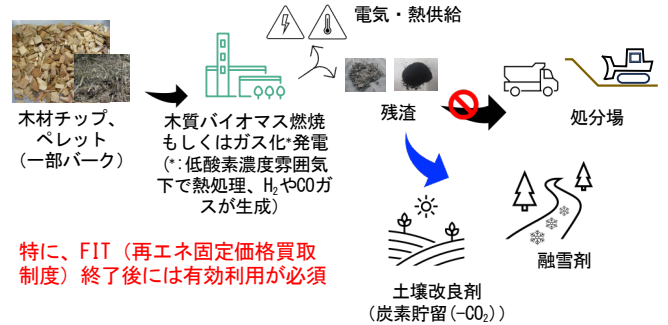 電気・熱供給
木材チップ、
ペレット
(一部バーク)
木質バイオマス燃焼
もしくはガス化*発電
(*:低酸素濃度雰囲気
下で熱処理、H₂やCOガ
スが生成)
残渣
処分場
特に、FIT(再エネ固定価格買取
制度)終了後には有効利用が必須
土壌改良剤
(炭素貯留(-CO₂))
融雪剤